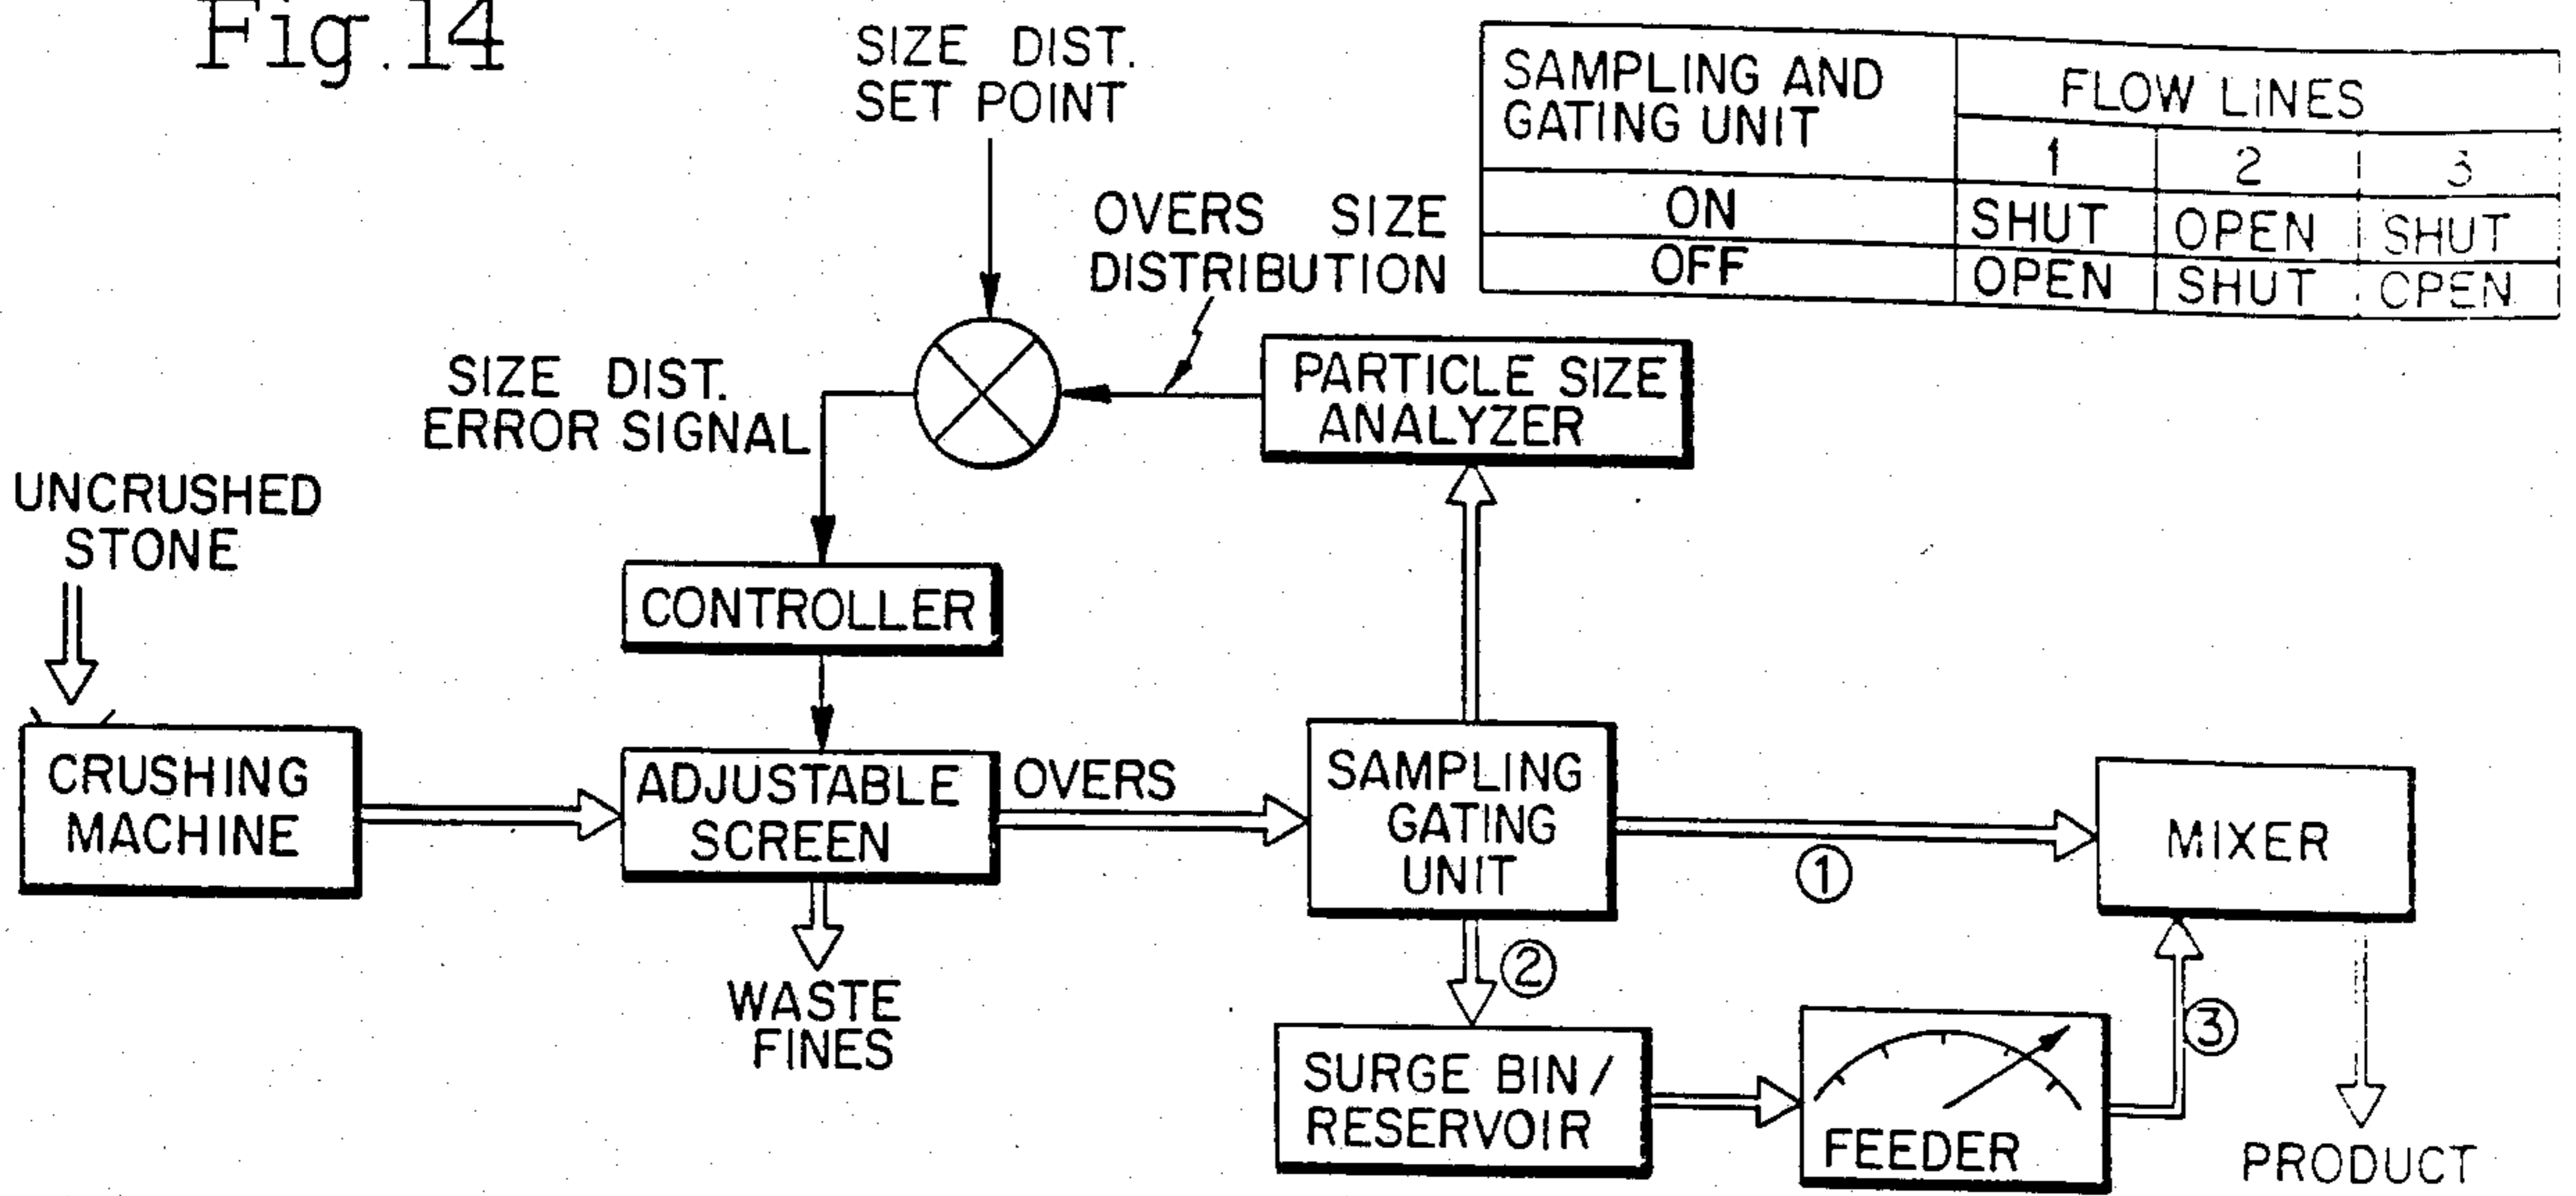 Fig.14
SIZE DIST.
SET POINT
SAMPLING AND
GATING UNIT
FLOW LINES
1 2 3
ON SHUT OPEN SHUT
OFF OPEN SHUT OPEN
OVERS SIZE
DISTRIBUTION
SIZE DIST.
ERROR SIGNAL
PARTICLE SIZE
ANALYZER
UNCRUSHED
STONE
CONTROLLER
CRUSHING
MACHINE
ADJUSTABLE
SCREEN
OVERS
SAMPLING
GATING
UNIT
①
MIXER
WASTE
FINES
②
SURGE BIN/
RESERVOIR
FEEDER
③
PRODUCT